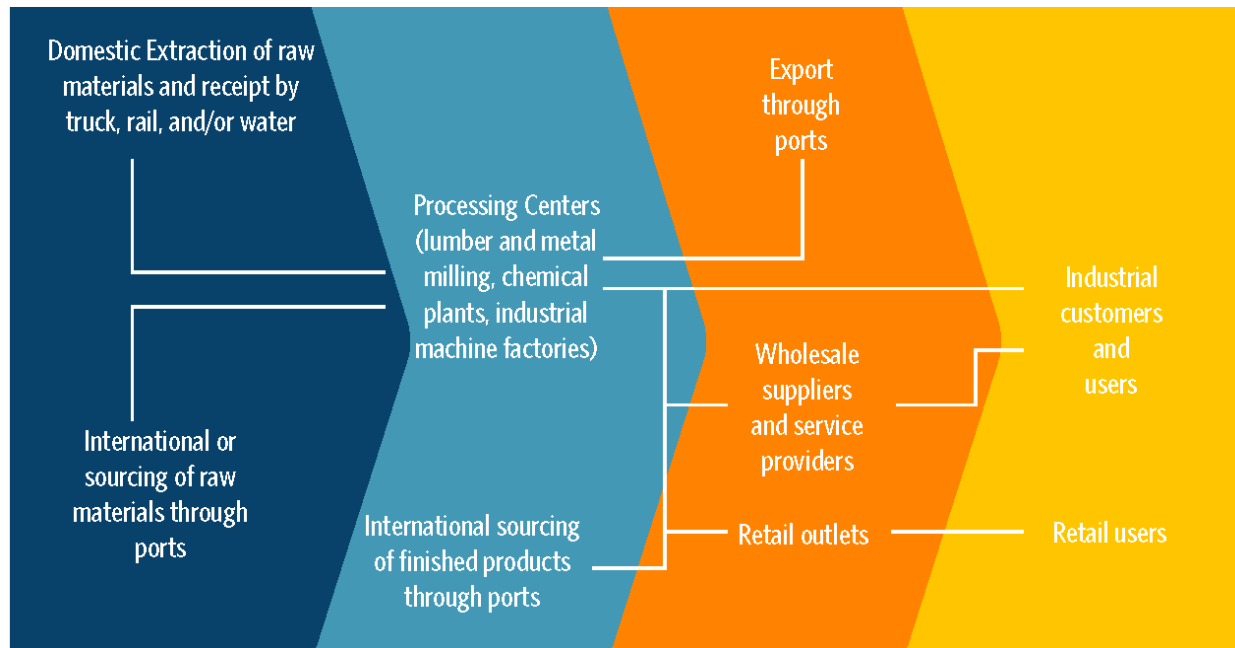 Domestic Extraction of raw
materials and receipt by
truck, rail, and/or water
International or
sourcing of raw
materials through
ports
Processing Centers
(lumber and metal
milling, chemical
plants, industrial
machine factories)
International sourcing
of finished products
through ports
Export
through
ports
Wholesale
suppliers
and service
providers
Retail outlets
Industrial
customers
and
users
Retail users